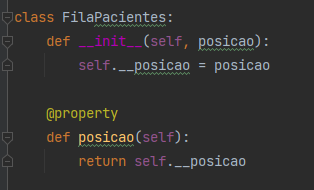 class FilaPacientes:
    def __init__(self, posicao):
        self.__posicao = posicao

    @property
    def posicao(self):
        return self.__posicao